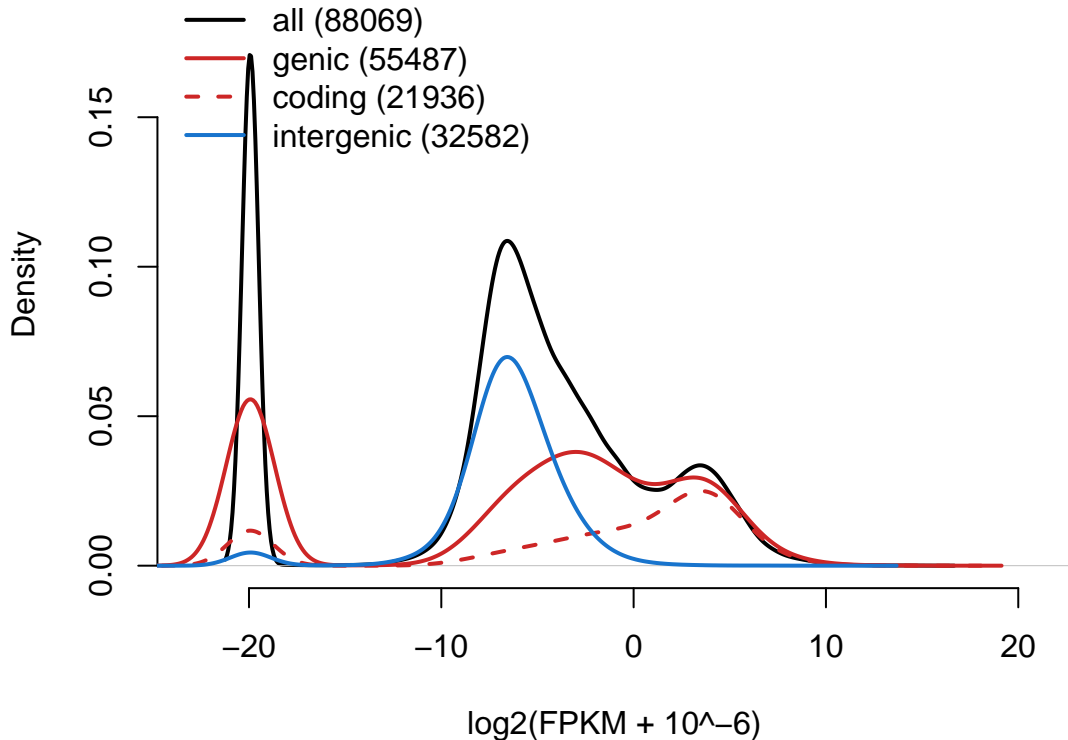 all (88069)
genic (55487)
coding (21936)
intergenic (32582)
Density
0.15
0.10
0.05
0.00
−20 −10 0 10 20
log2(FPKM + 10^−6)